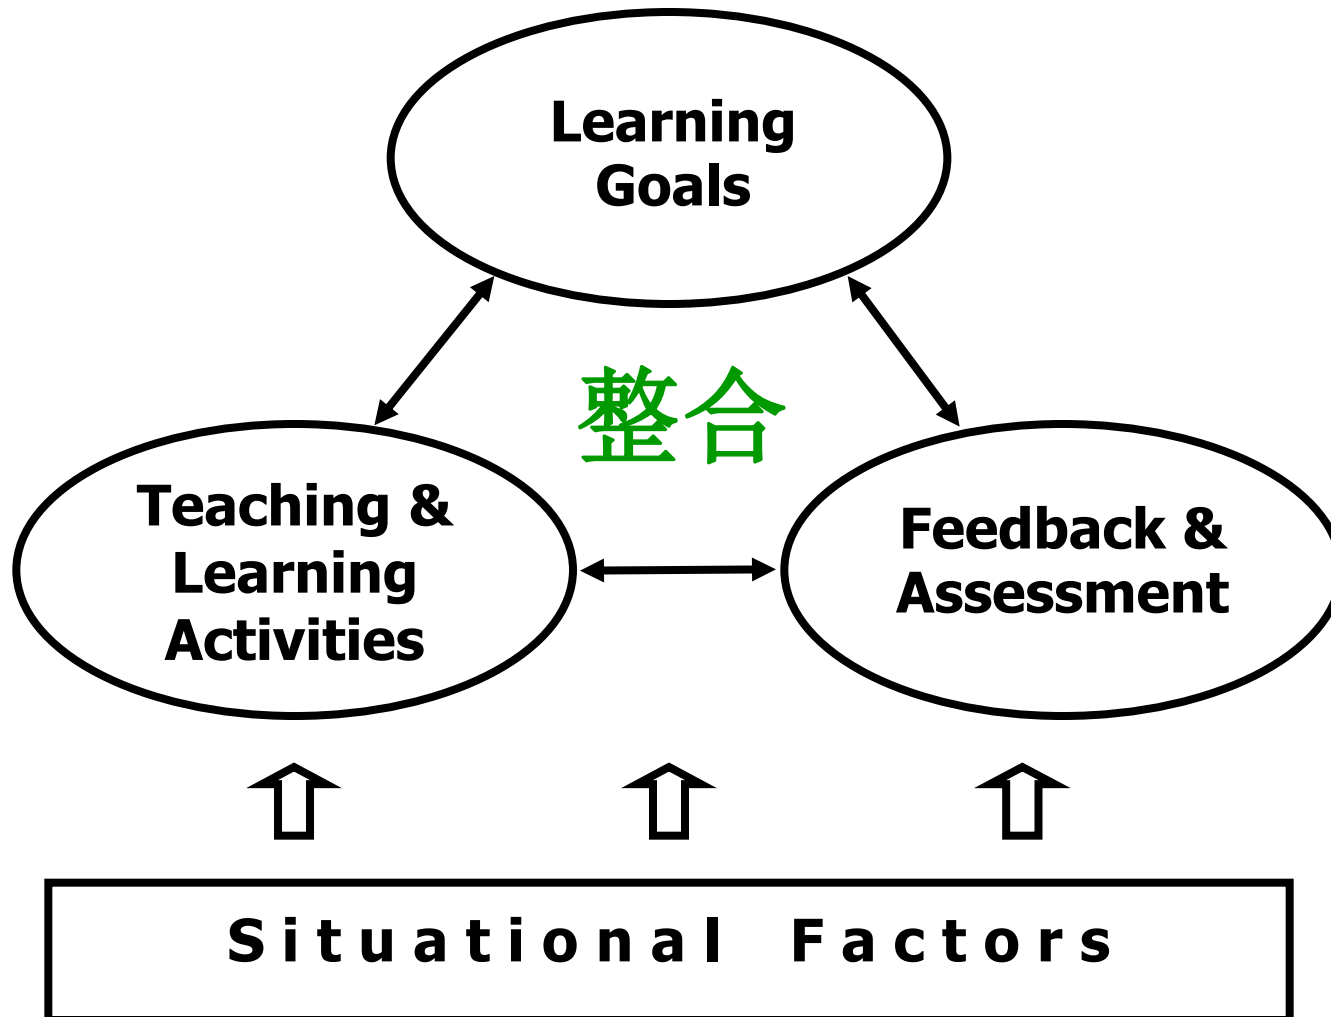 Learning
Goals
整合
Teaching &
Learning
Activities
Feedback &
Assessment
Situational Factors